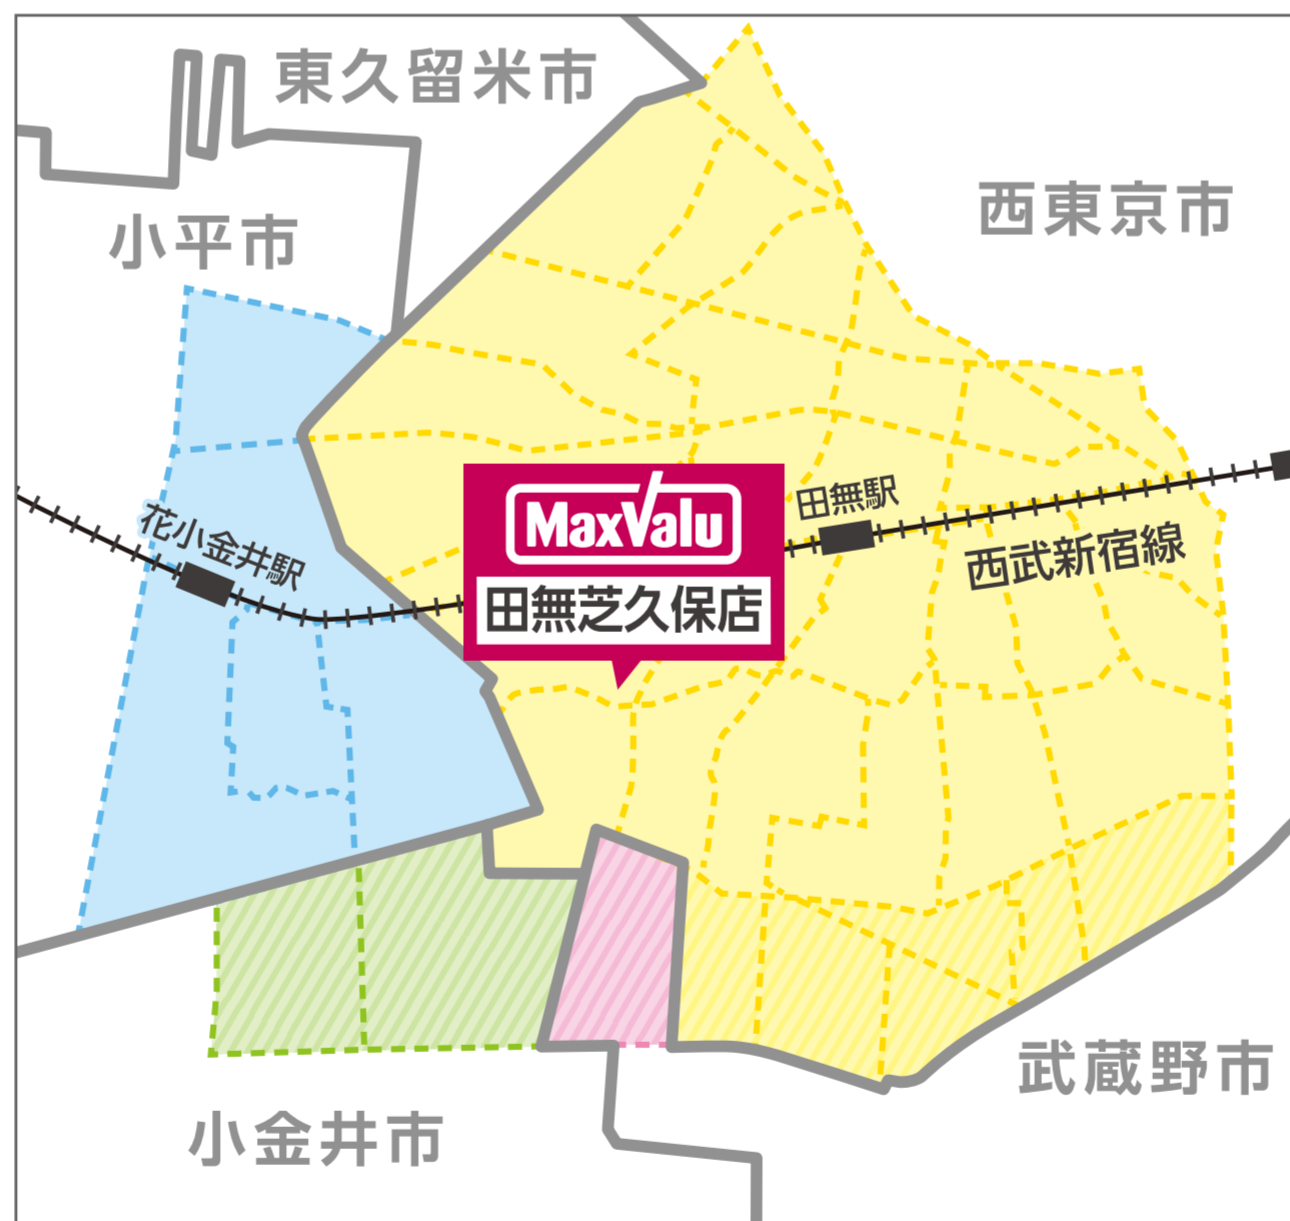 東久留米市
西東京市
小平市
MaxValu
田無駅
花小金井駅
西武新宿線
田無芝久保店
武蔵野市
小金井市